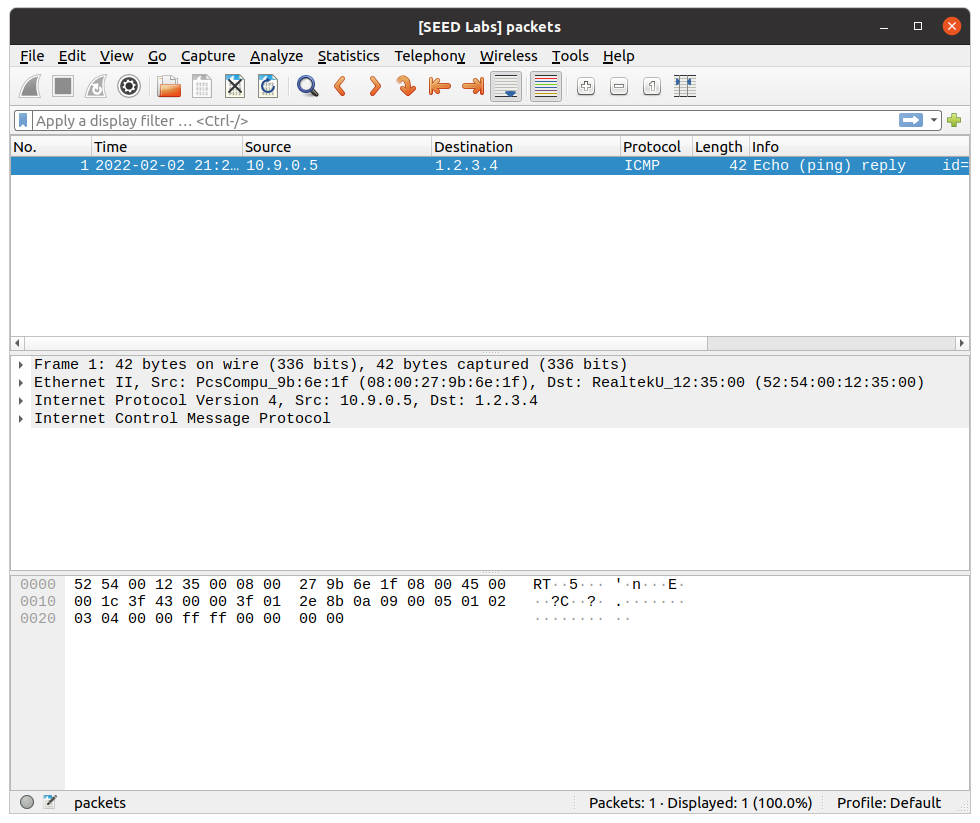 [SEED Labs] packets
File Edit View Go Capture Analyze Statistics Telephony Wireless Tools Help
Apply a display filter … <Ctrl-/>
No. Time Source Destination Protocol Length Info
1 2022-02-02 21:2… 10.9.0.5 1.2.3.4 ICMP 42 Echo (ping) reply id=
Frame 1: 42 bytes on wire (336 bits), 42 bytes captured (336 bits)
Ethernet II, Src: PcsCompu_9b:6e:1f (08:00:27:9b:6e:1f), Dst: RealtekU_12:35:00 (52:54:00:12:35:00)
Internet Protocol Version 4, Src: 10.9.0.5, Dst: 1.2.3.4
Internet Control Message Protocol
0000 52 54 00 12 35 00 08 00 27 9b 6e 1f 08 00 45 00 RT··5··· '·n···E·
0010 00 1c 3f 43 00 00 3f 01 2e 8b 0a 09 00 05 01 02 ··?C··?· .·······
0020 03 04 00 00 ff ff 00 00 00 00 ········ ··
packets Packets: 1 · Displayed: 1 (100.0%) Profile: Default